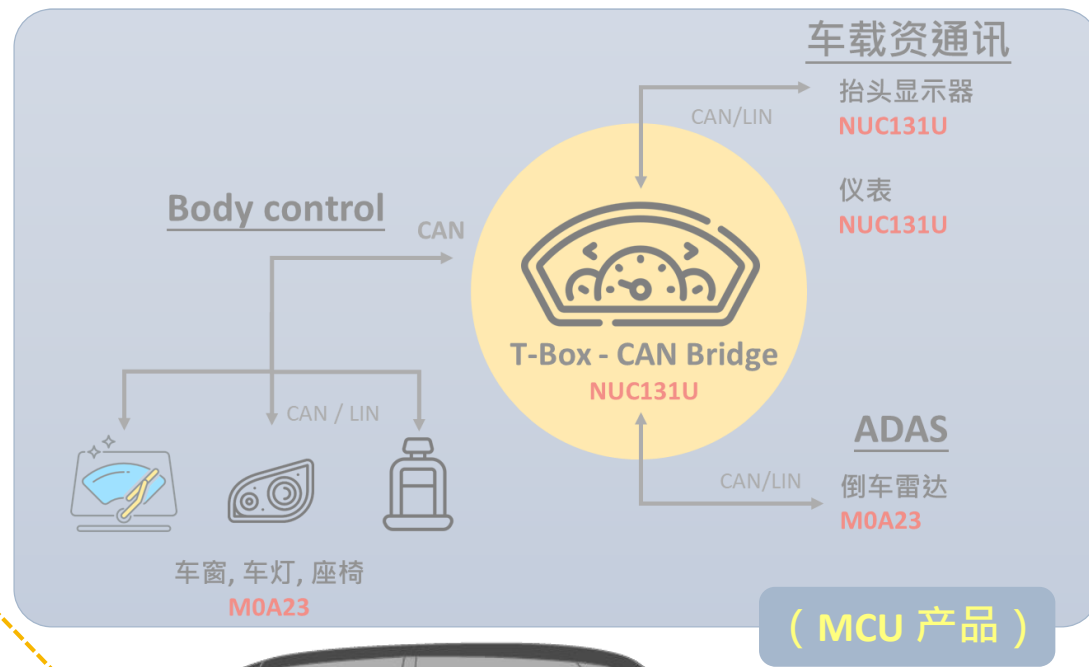 车载资通讯
抬头显示器
NUC131U
CAN/LIN
仪表
NUC131U
Body control
CAN
T-Box - CAN Bridge
NUC131U
CAN / LIN
ADAS
CAN/LIN
倒车雷达
M0A23
车窗, 车灯, 座椅
M0A23
( MCU 产品 )